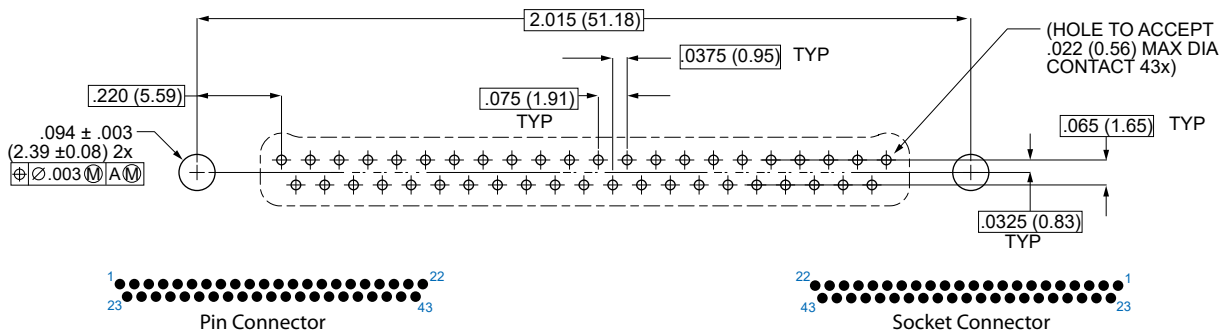 2.015 (51.18)
(HOLE TO ACCEPT
.022 (0.56) MAX DIA
CONTACT 43x)
.0375 (0.95) TYP
.220 (5.59)
.075 (1.91)
TYP
.065 (1.65) TYP
.094 ± .003
(2.39 ±0.08) 2x
⌖ ∅.003 Ⓜ A Ⓜ
.0325 (0.83)
TYP
1 22
23 43
Pin Connector
22 1
43 23
Socket Connector